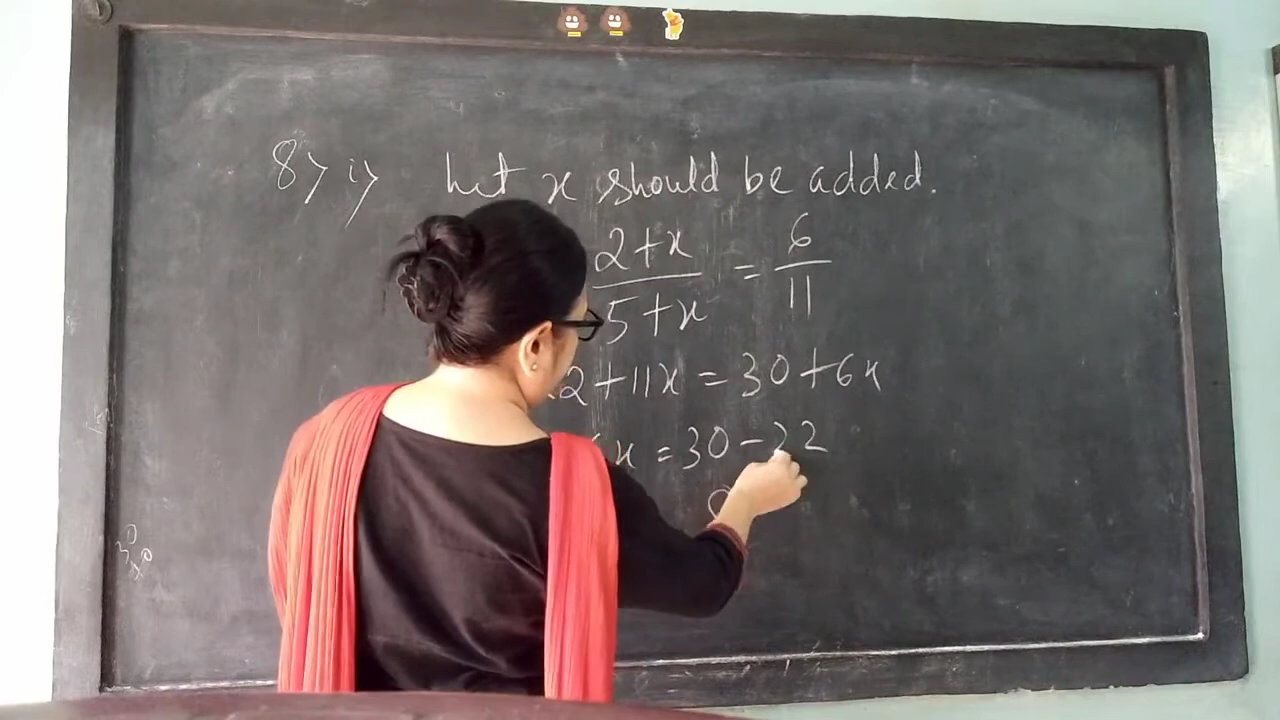 8> i> Let x should be added.
2+x / 5+x = 6 / 11
2+11x = 30+6x
x = 30-22